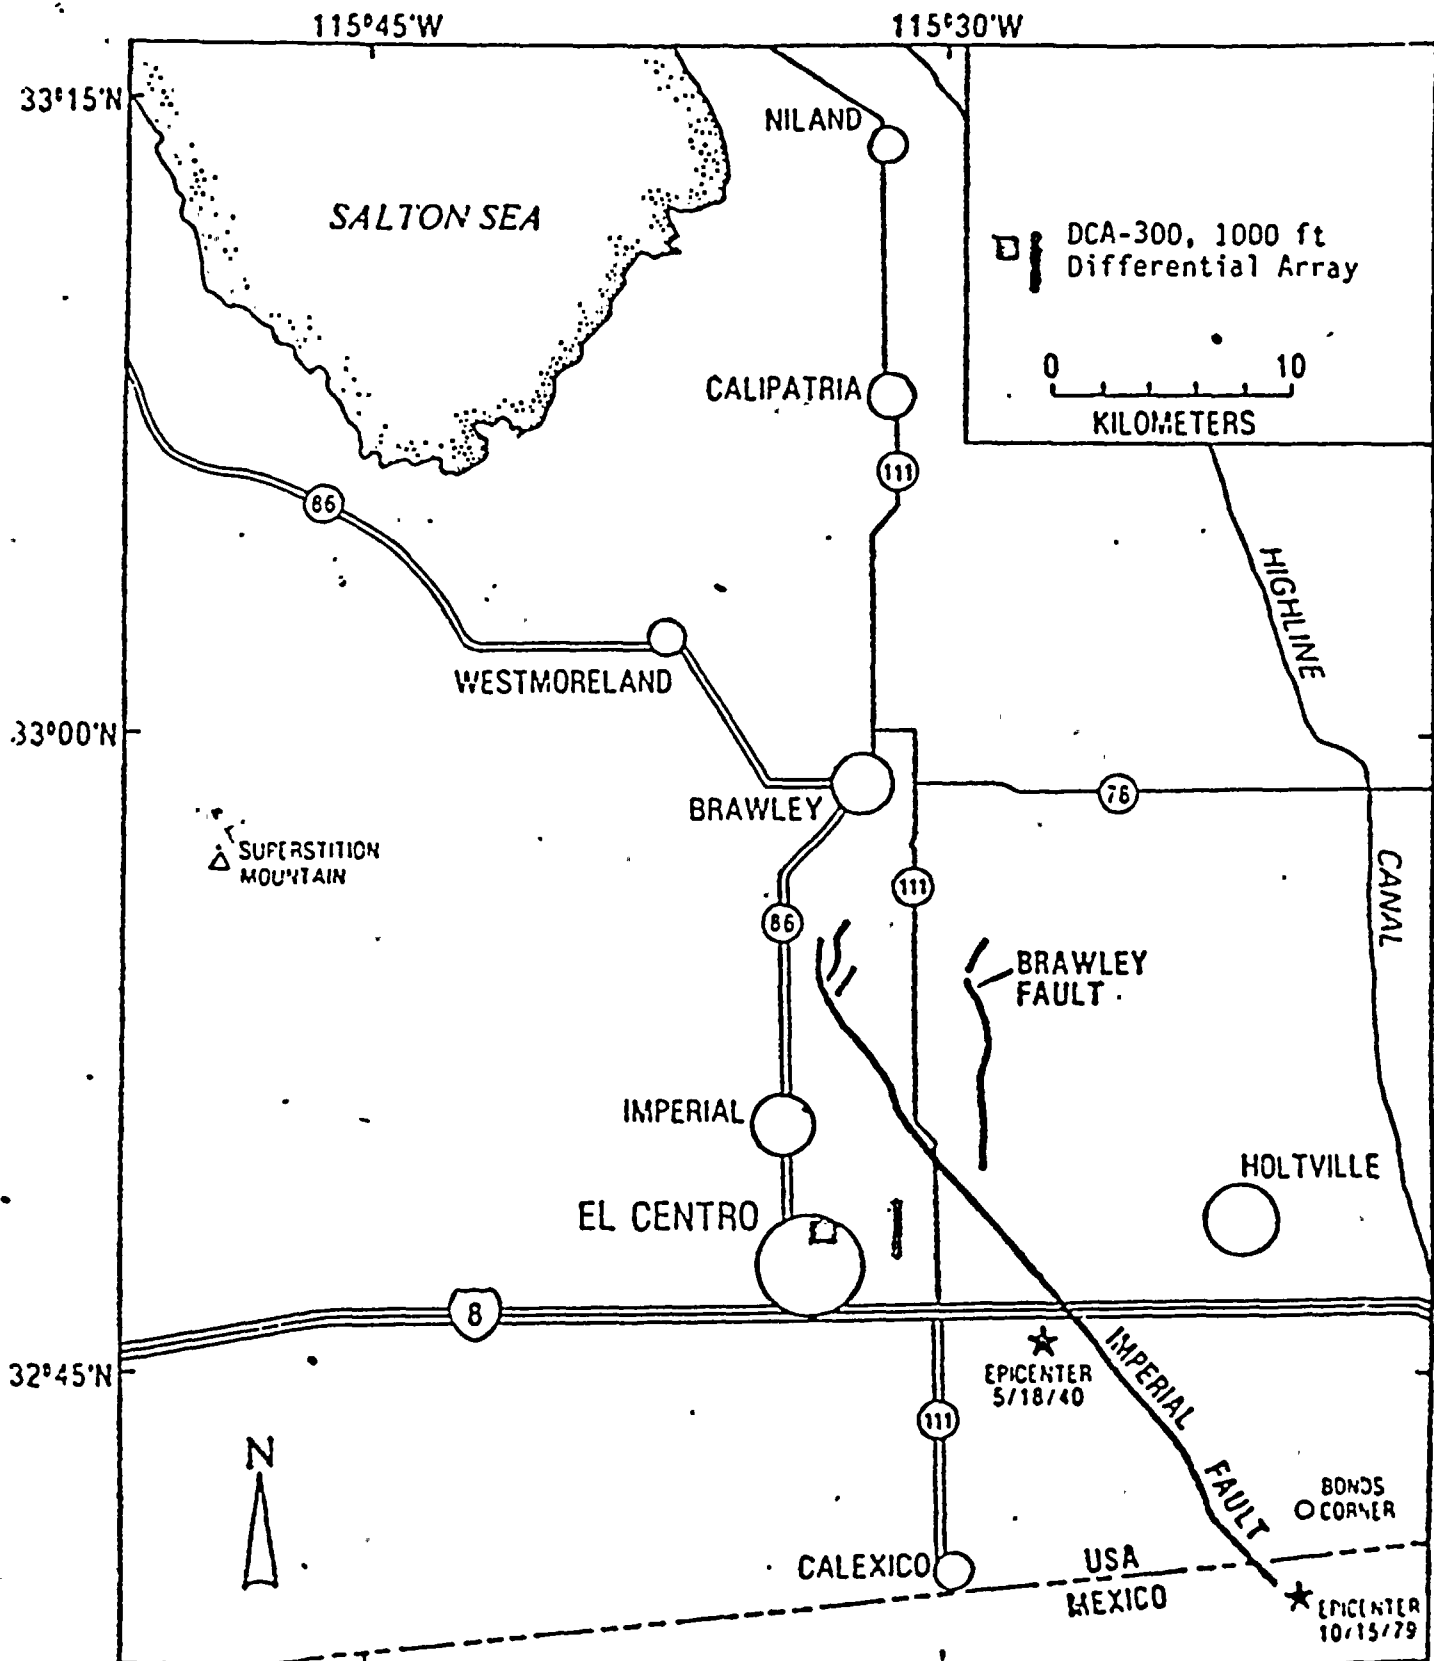 115°45'W
115°30'W
33°15'N
NILAND
SALTON SEA
DCA-300, 1000 ft
Differential Array
0 10
KILOMETERS
CALIPATRIA
111
86
HIGHLINE
WESTMORELAND
33°00'N
BRAWLEY
78
SUPERSTITION
MOUNTAIN
111
CANAL
86
BRAWLEY
FAULT
IMPERIAL
HOLTVILLE
EL CENTRO
8
32°45'N
EPICENTER
5/18/40
IMPERIAL
FAULT
111
N
BONDS
CORNER
CALEXICO
USA
MEXICO
EPICENTER
10/15/79